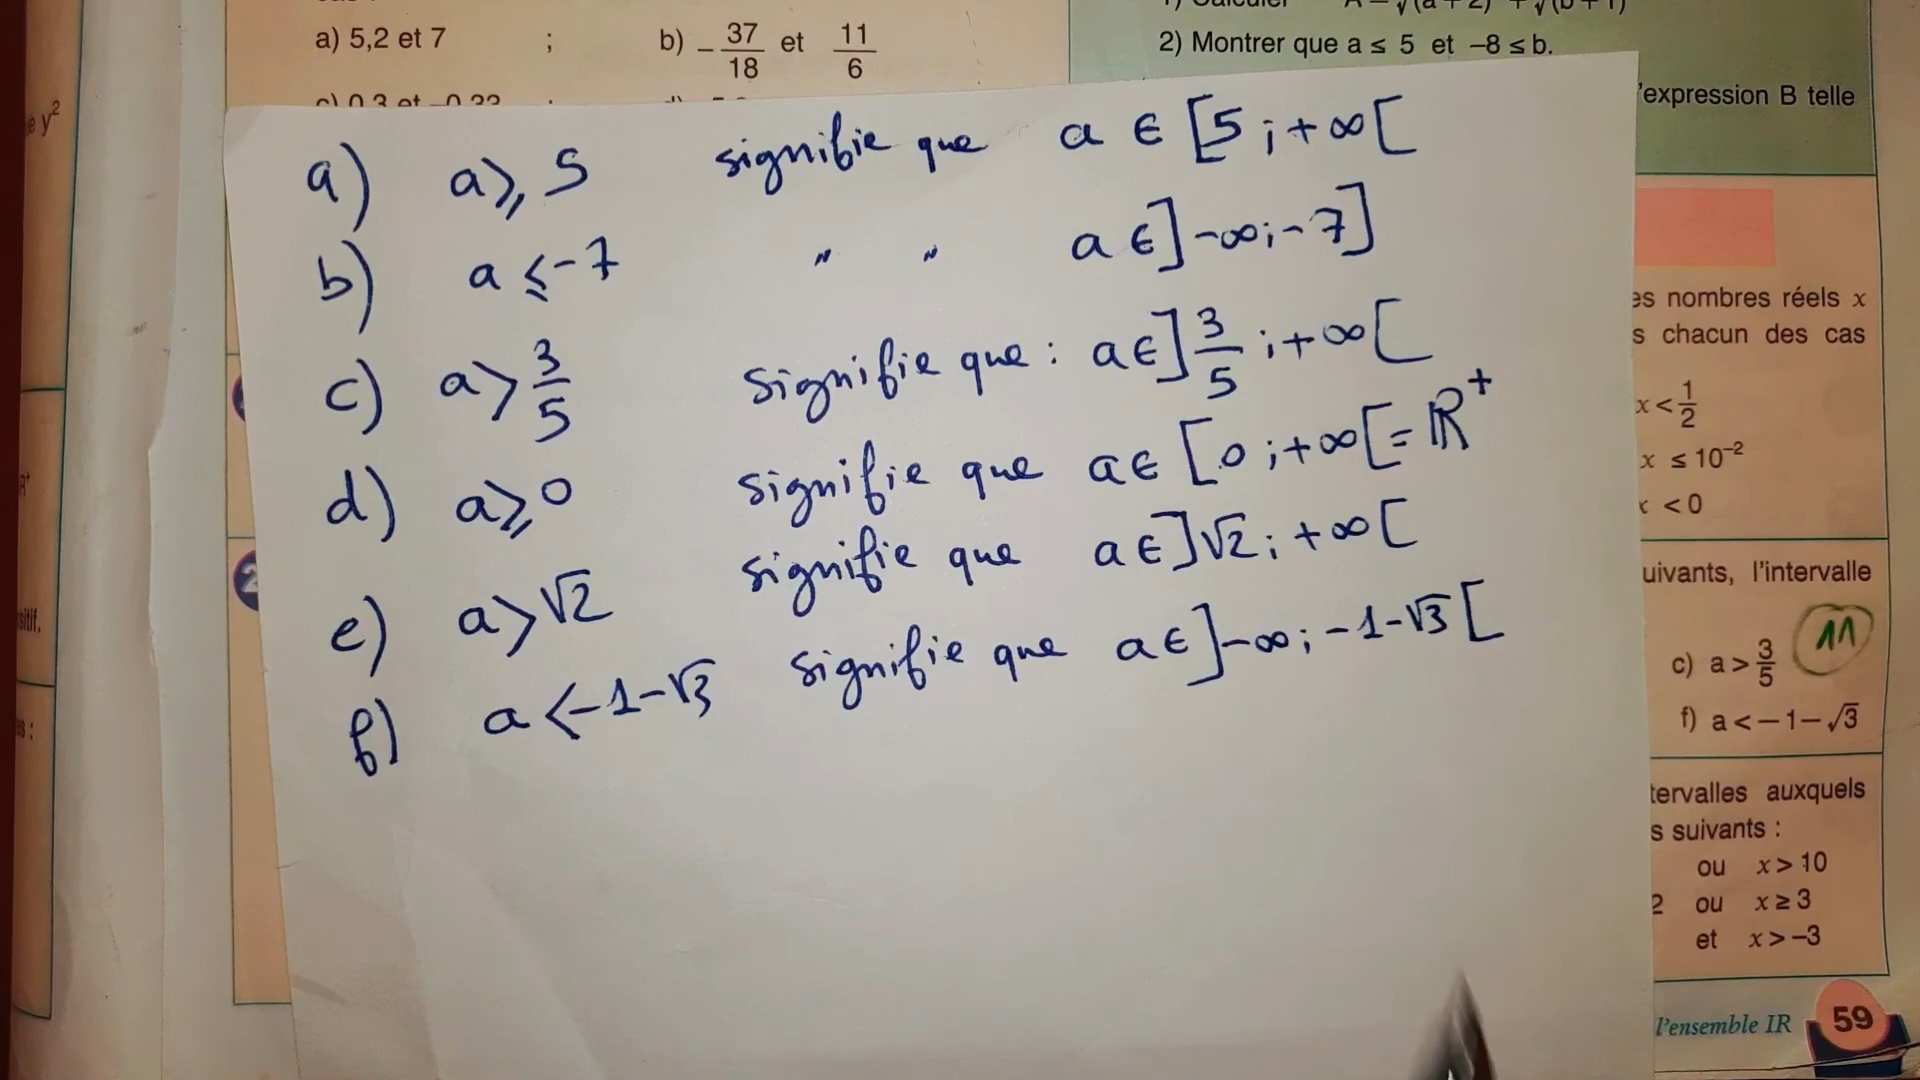 a) 5,2 et 7 ; b) –37/18 et 11/6
2) Montrer que a ≤ 5 et –8 ≤ b.
'expression B telle
a) a ⩾ 5 signifie que a ∈ [5 ; +∞[
b) a ⩽ -7 " " a ∈ ]-∞ ; -7]
c) a > 3/5 signifie que : a ∈ ]3/5 ; +∞[
d) a ⩾ 0 signifie que a ∈ [0 ; +∞[ = ℝ⁺
e) a > √2 signifie que a ∈ ]√2 ; +∞[
f) a < -1-√3 signifie que a ∈ ]-∞ ; -1-√3[
y²
sitif.
es nombres réels x
s chacun des cas
x < 1/2
x ≤ 10⁻²
< 0
uivants, l'intervalle
11
c) a > 3/5
f) a < –1–√3
tervalles auxquels
s suivants :
ou x > 10
2 ou x ≥ 3
et x > –3
l'ensemble IR 59